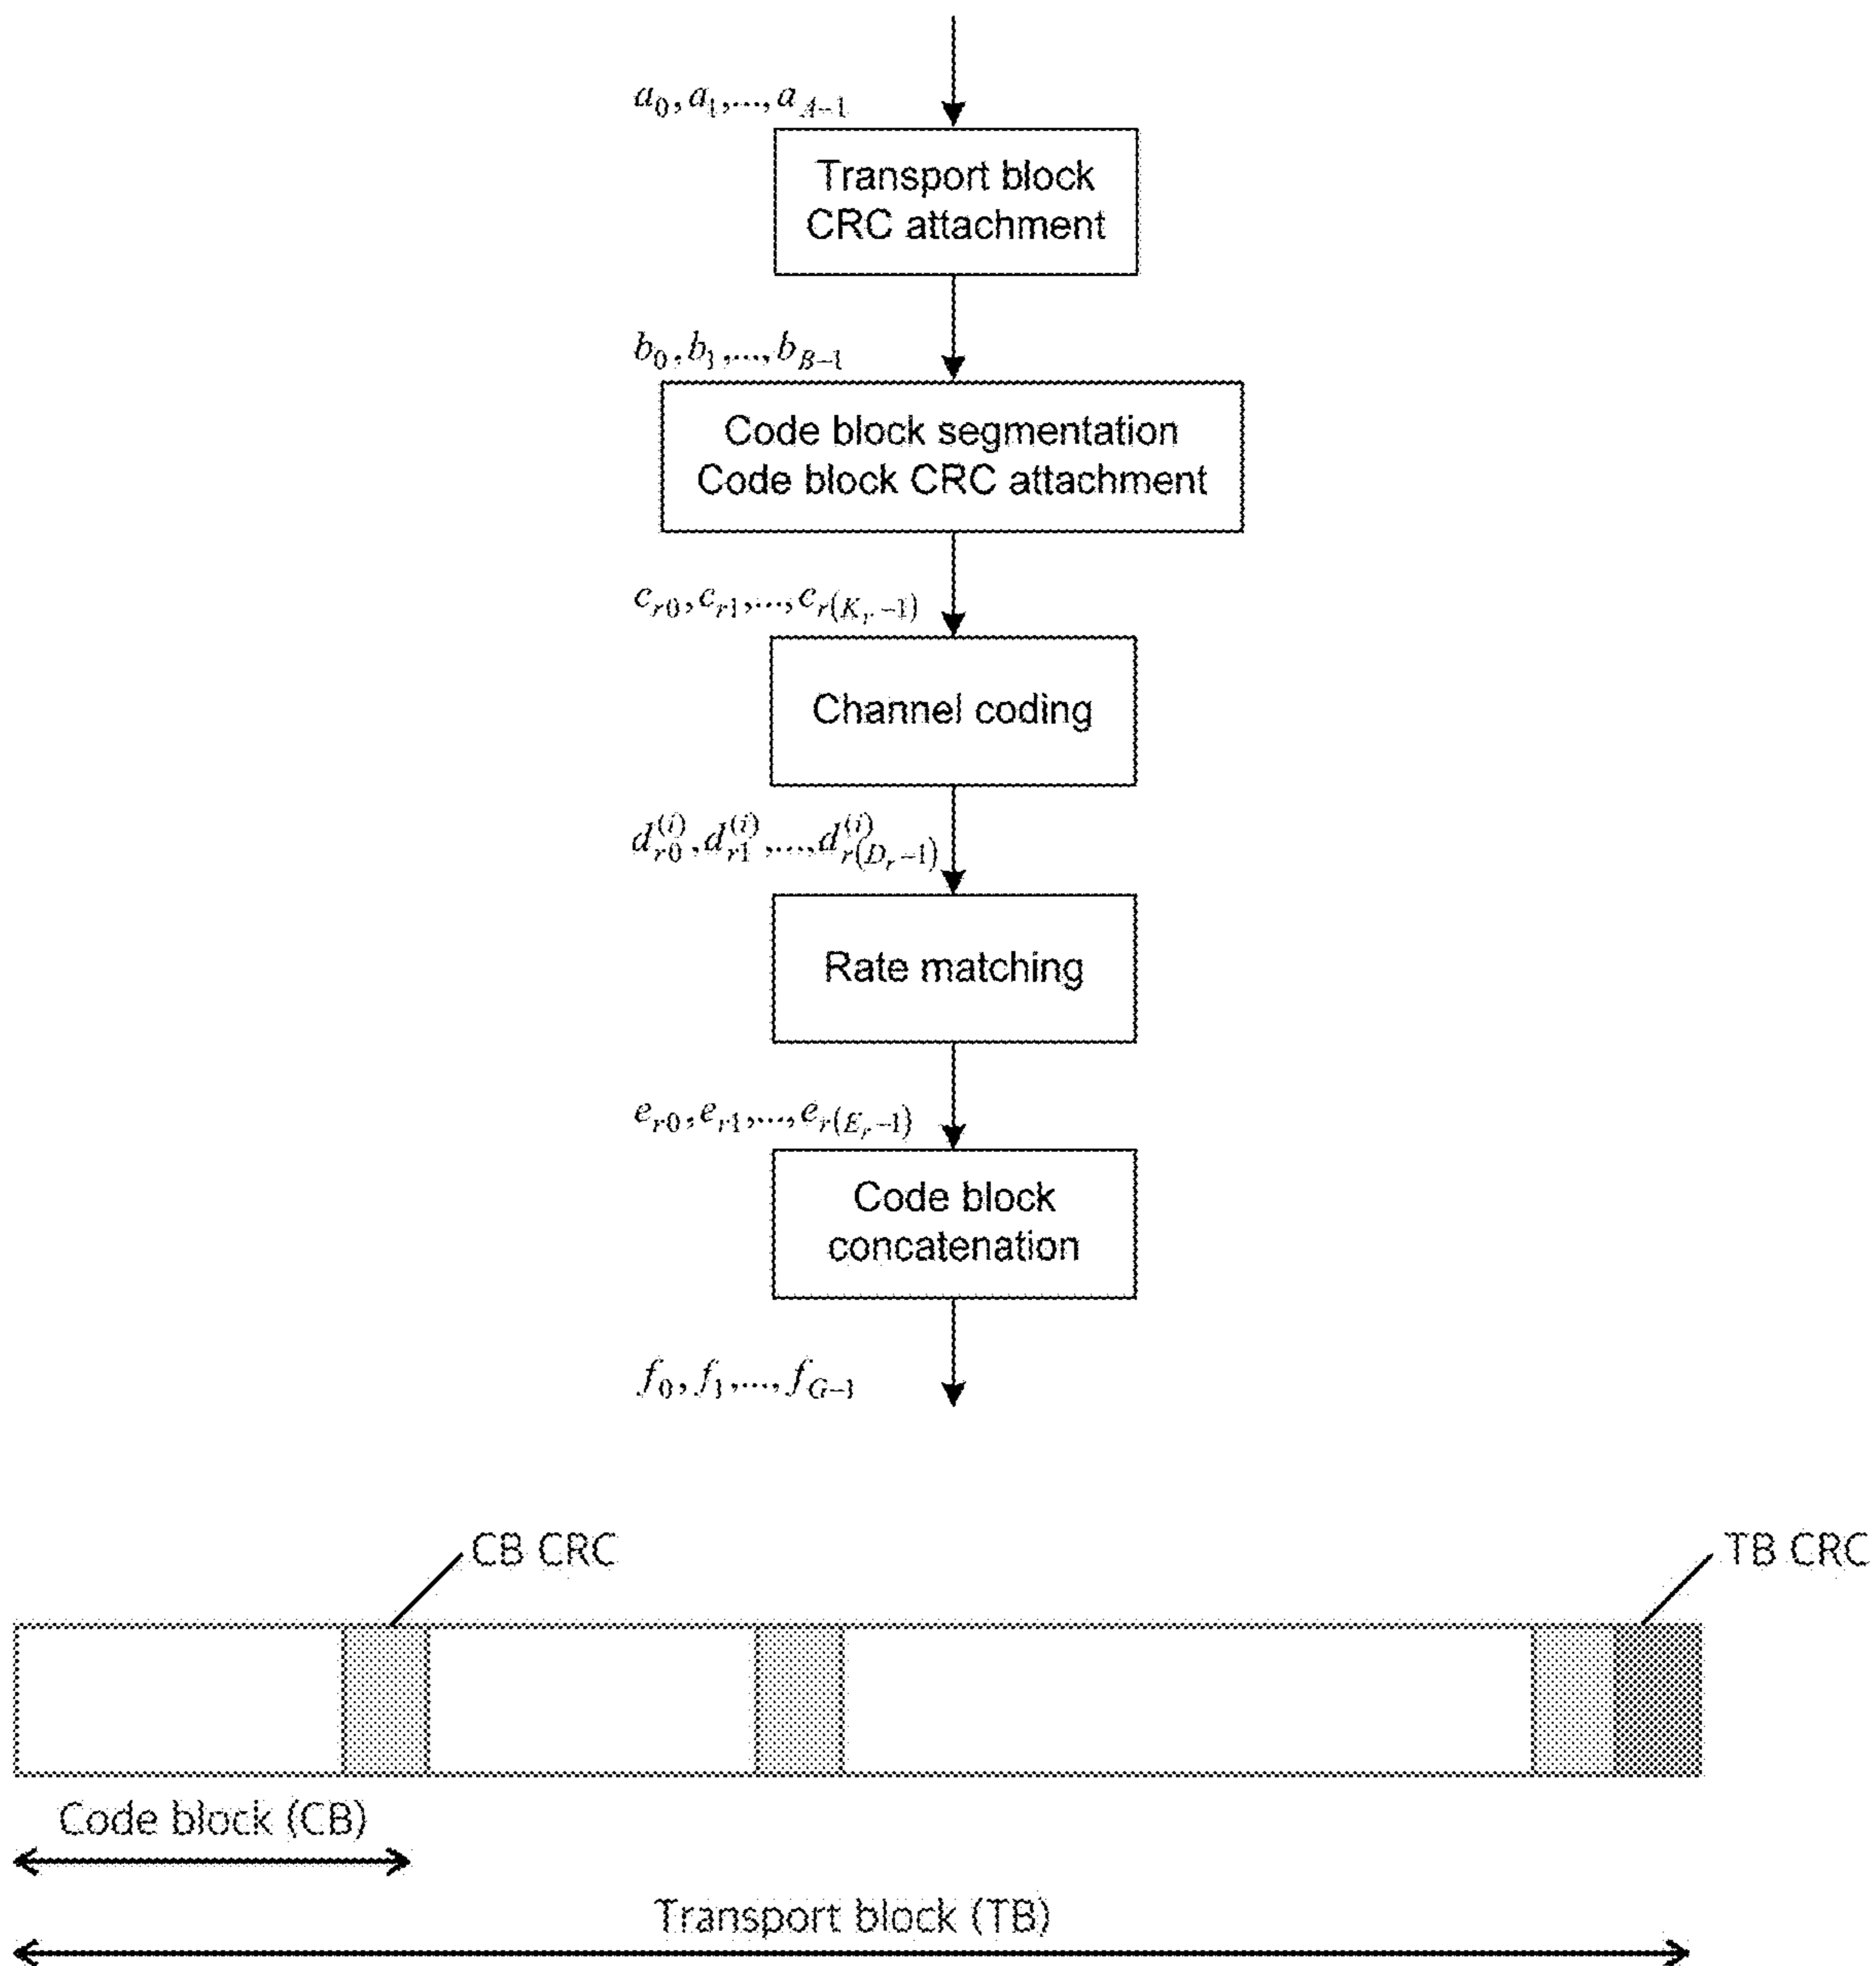 a_0, a_1, ..., a_{A-1}
Transport block
CRC attachment
b_0, b_1, ..., b_{B-1}
Code block segmentation
Code block CRC attachment
c_{r0}, c_{r1}, ..., c_{r(K_r-1)}
Channel coding
d_{r0}^{(i)}, d_{r1}^{(i)}, ..., d_{r(D_r-1)}^{(i)}
Rate matching
e_{r0}, e_{r1}, ..., e_{r(E_r-1)}
Code block
concatenation
f_0, f_1, ..., f_{G-1}
CB CRC
TB CRC
Code block (CB)
Transport block (TB)